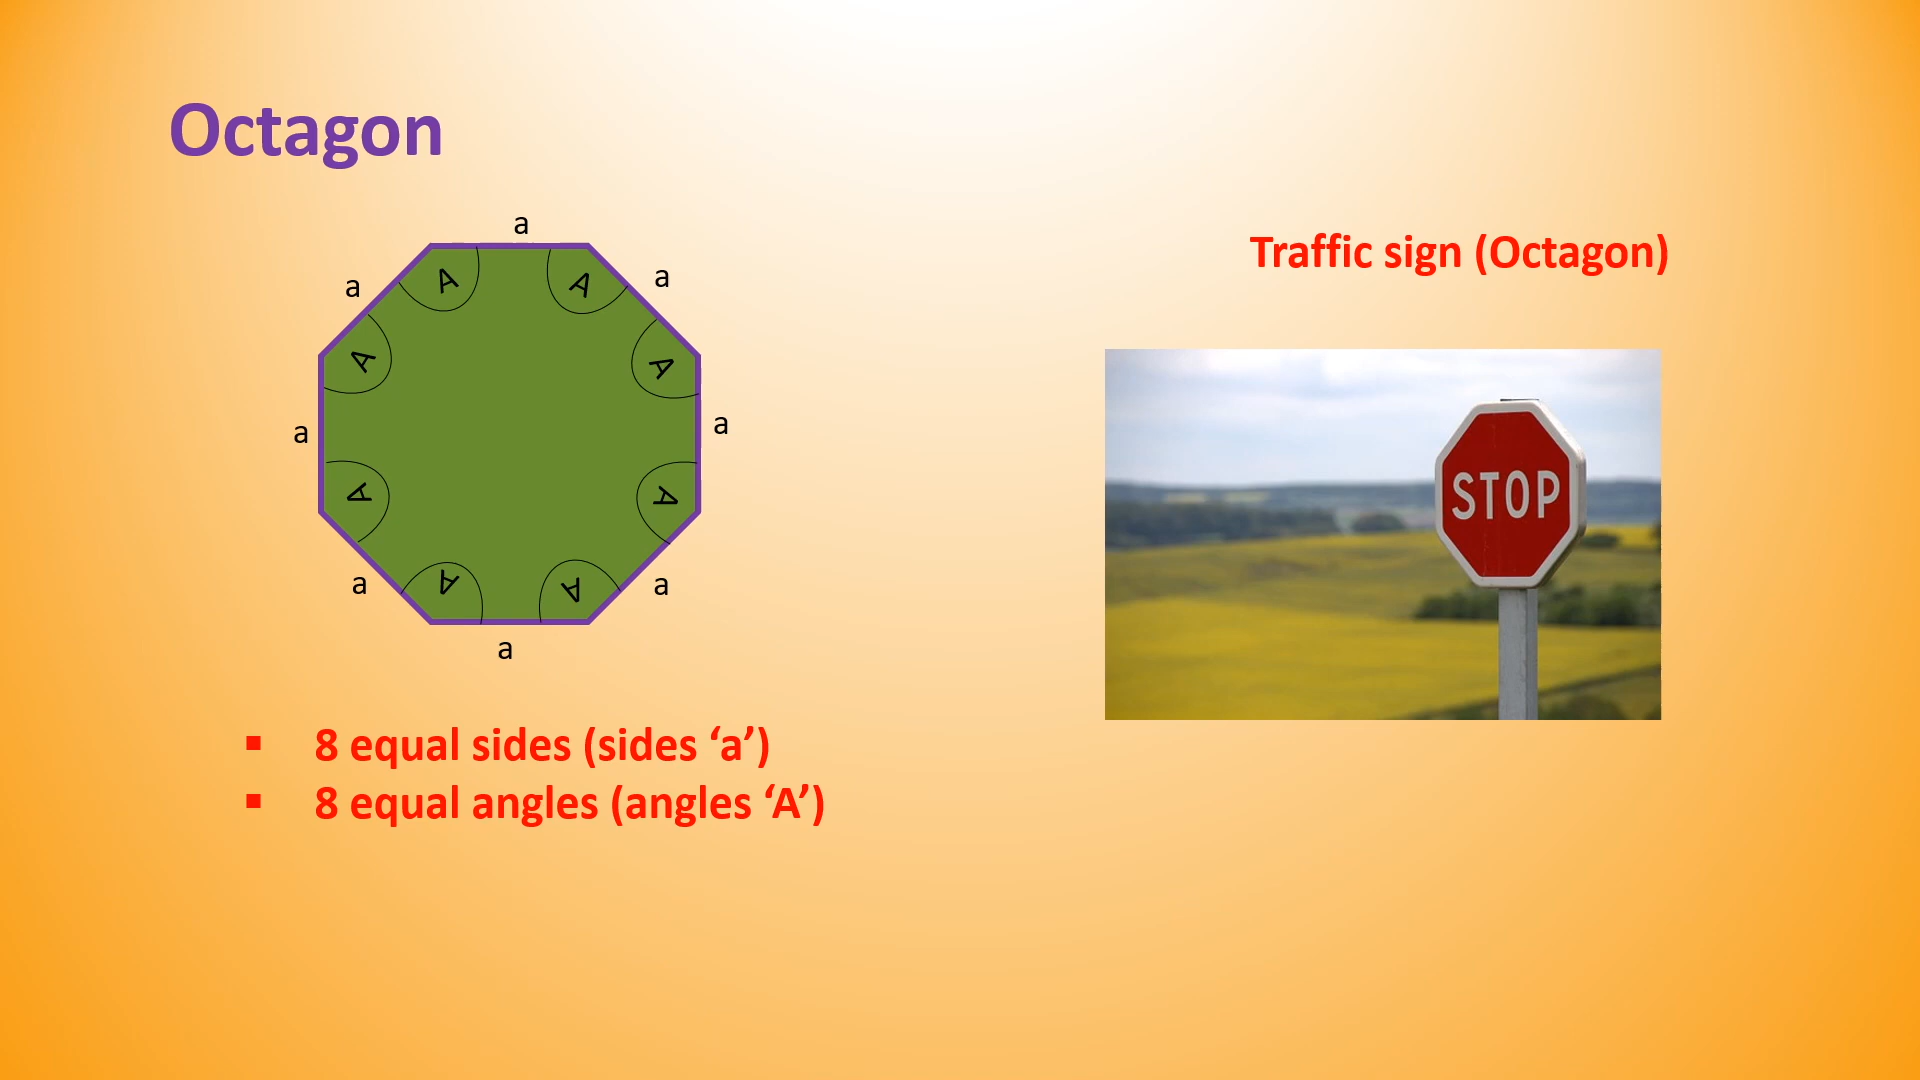 Octagon
a
a
a
a
a
a
a
a
A
A
A
A
A
A
A
A
▪ 8 equal sides (sides ‘a’)
▪ 8 equal angles (angles ‘A’)
Traffic sign (Octagon)
STOP